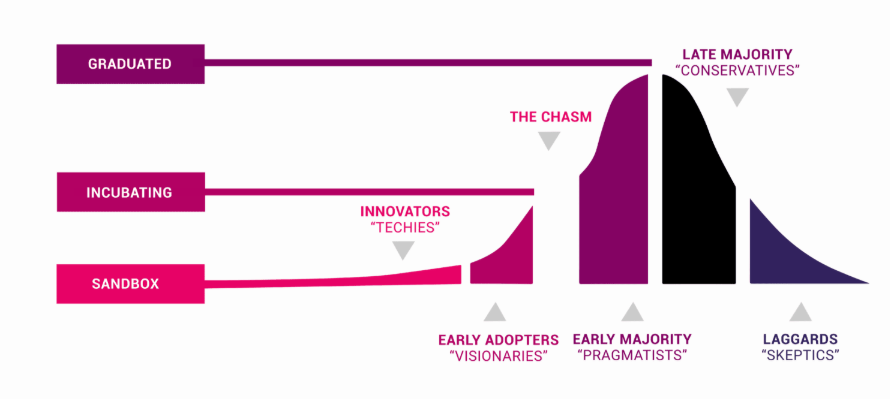 GRADUATED
LATE MAJORITY
“CONSERVATIVES”
THE CHASM
INCUBATING
INNOVATORS
“TECHIES”
SANDBOX
EARLY ADOPTERS
“VISIONARIES”
EARLY MAJORITY
“PRAGMATISTS”
LAGGARDS
“SKEPTICS”